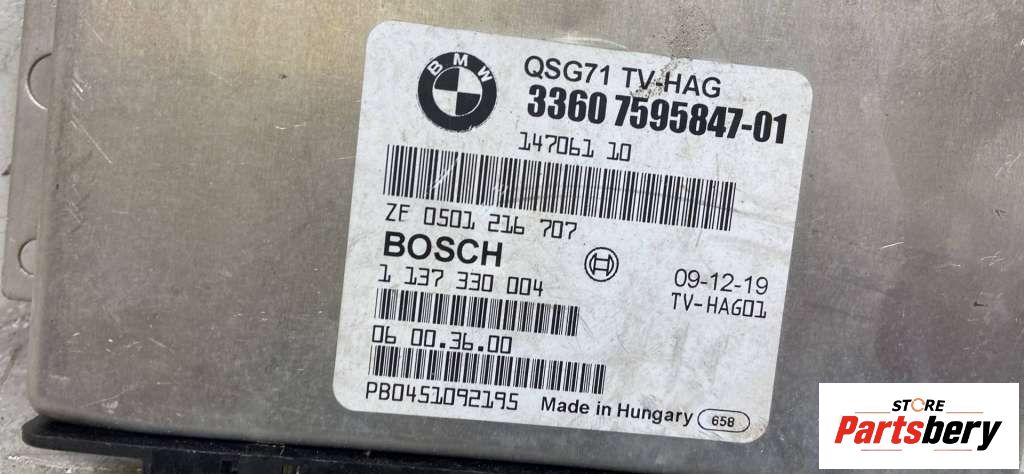 BMW
QSG71 TV-HAG
3360 7595847-01
147061 10
ZF 0501 216 707
BOSCH
1 137 330 004
09-12-19
TV-HAG01
06 00.36.00
PB0451092195
Made in Hungary 658
STORE
Partsbery